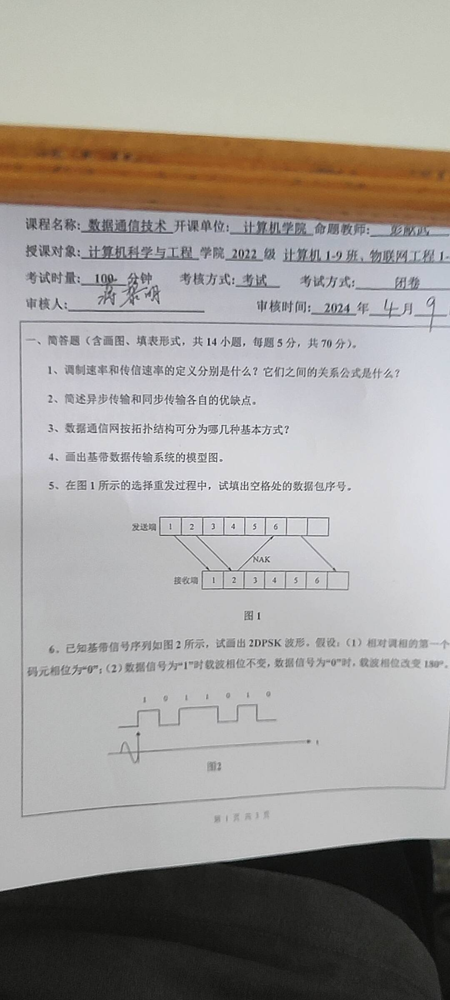 课程名称: 数据通信技术 开课单位: 计算机学院 命题教师: 彭献武
授课对象: 计算机科学与工程 学院 2022 级 计算机 1-9 班、物联网工程 1-
考试时量: 100 分钟 考核方式: 考试 考试方式: 闭卷
审核人: 蒋黎明 审核时间: 2024 年 4 月 9
一、简答题（含画图、填表形式，共 14 小题，每题 5 分，共 70 分）。
1、调制速率和传信速率的定义分别是什么？它们之间的关系公式是什么？
2、简述异步传输和同步传输各自的优缺点。
3、数据通信网按拓扑结构可分为哪几种基本方式？
4、画出基带数据传输系统的模型图。
5、在图 1 所示的选择重发过程中，试填出空格处的数据包序号。
发送端 1 2 3 4 5 6
NAK
接收端 1 2 3 4 5 6
图 1
6、已知基带信号序列如图 2 所示，试画出 2DPSK 波形。假设：（1）相对调相的第一个
码元相位为“0”；（2）数据信号为“1”时载波相位不变，数据信号为“0”时，载波相位改变 180°。
1 0 1 1 0 1 0
t
图2
第 1 页 共 3 页